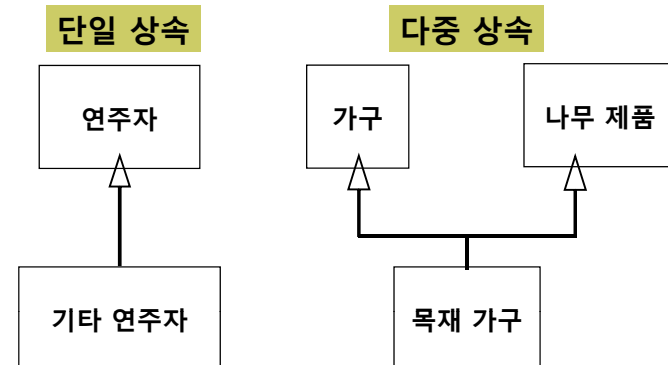 단일 상속
다중 상속
연주자
가구
나무 제품
기타 연주자
목재 가구